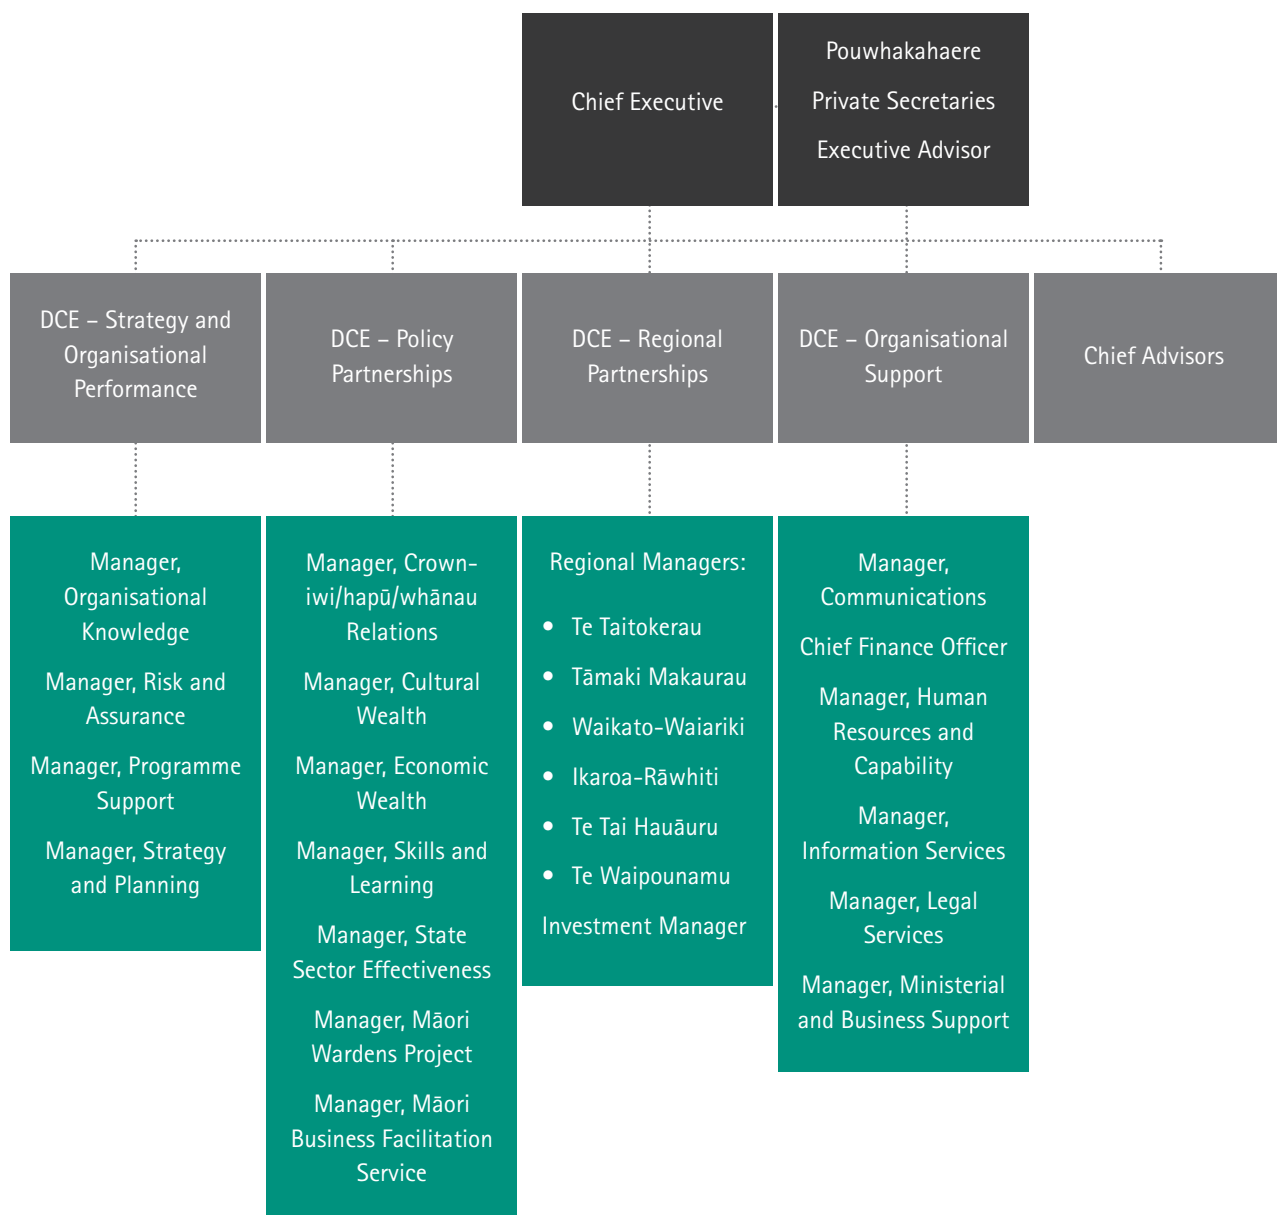 Chief Executive
Pouwhakahaere
Private Secretaries
Executive Advisor
DCE – Strategy and
Organisational
Performance
DCE – Policy
Partnerships
DCE – Regional
Partnerships
DCE – Organisational
Support
Chief Advisors
Manager,
Organisational
Knowledge
Manager, Risk and
Assurance
Manager, Programme
Support
Manager, Strategy
and Planning
Manager, Crown-
iwi/hapū/whānau
Relations
Manager, Cultural
Wealth
Manager, Economic
Wealth
Manager, Skills and
Learning
Manager, State
Sector Effectiveness
Manager, Māori
Wardens Project
Manager, Māori
Business Facilitation
Service
Regional Managers:
• Te Taitokerau
• Tāmaki Makaurau
• Waikato-Waiariki
• Ikaroa-Rāwhiti
• Te Tai Hauāuru
• Te Waipounamu
Investment Manager
Manager,
Communications
Chief Finance Officer
Manager, Human
Resources and
Capability
Manager,
Information Services
Manager, Legal
Services
Manager, Ministerial
and Business Support